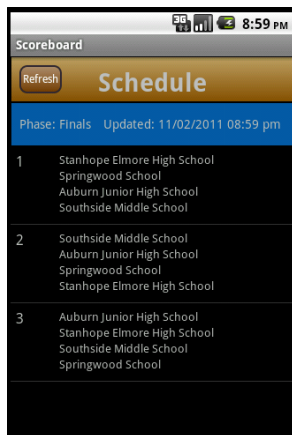 3G 8:59 PM
Scoreboard
Refresh Schedule
Phase: Finals Updated: 11/02/2011 08:59 pm
1 Stanhope Elmore High School
Springwood School
Auburn Junior High School
Southside Middle School
2 Southside Middle School
Auburn Junior High School
Springwood School
Stanhope Elmore High School
3 Auburn Junior High School
Stanhope Elmore High School
Southside Middle School
Springwood School